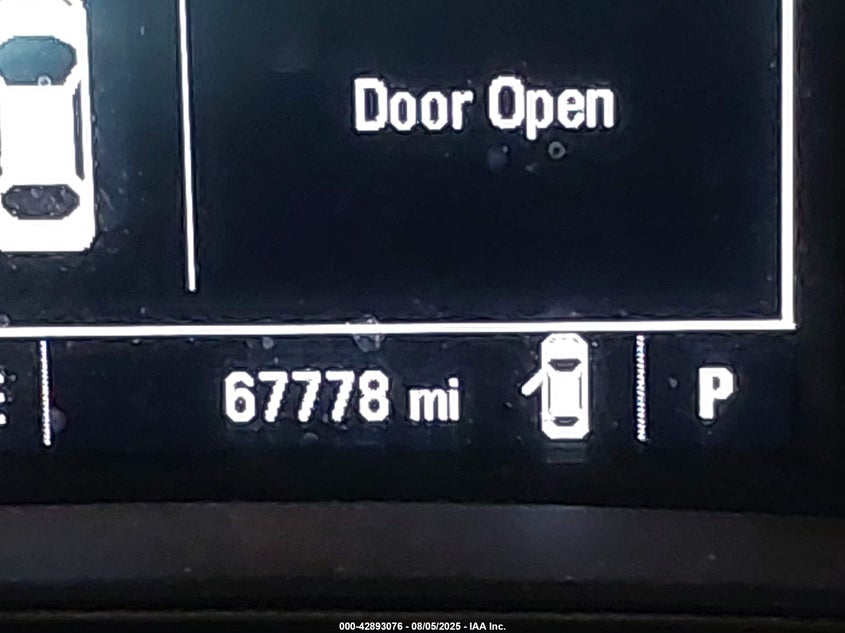 Door Open
67778 mi
P
000-42893076 - 08/05/2025 - IAA Inc.